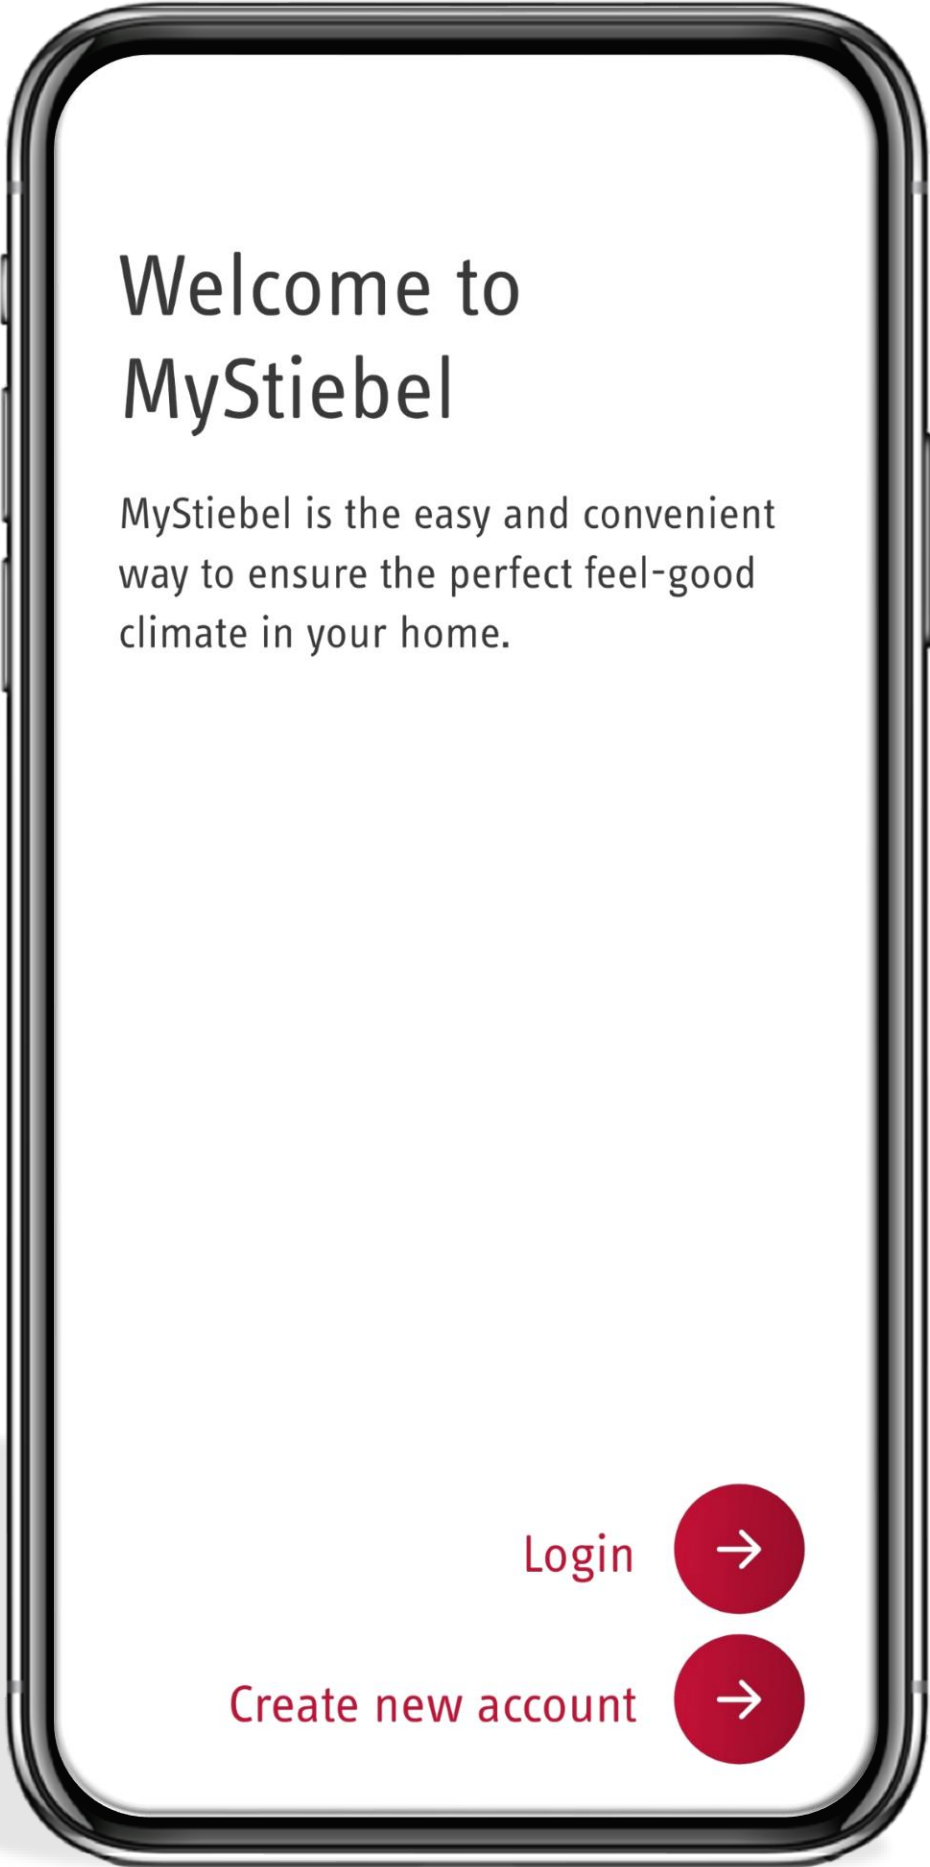 Welcome to
MyStiebel
MyStiebel is the easy and convenient
way to ensure the perfect feel-good
climate in your home.
Login
Create new account